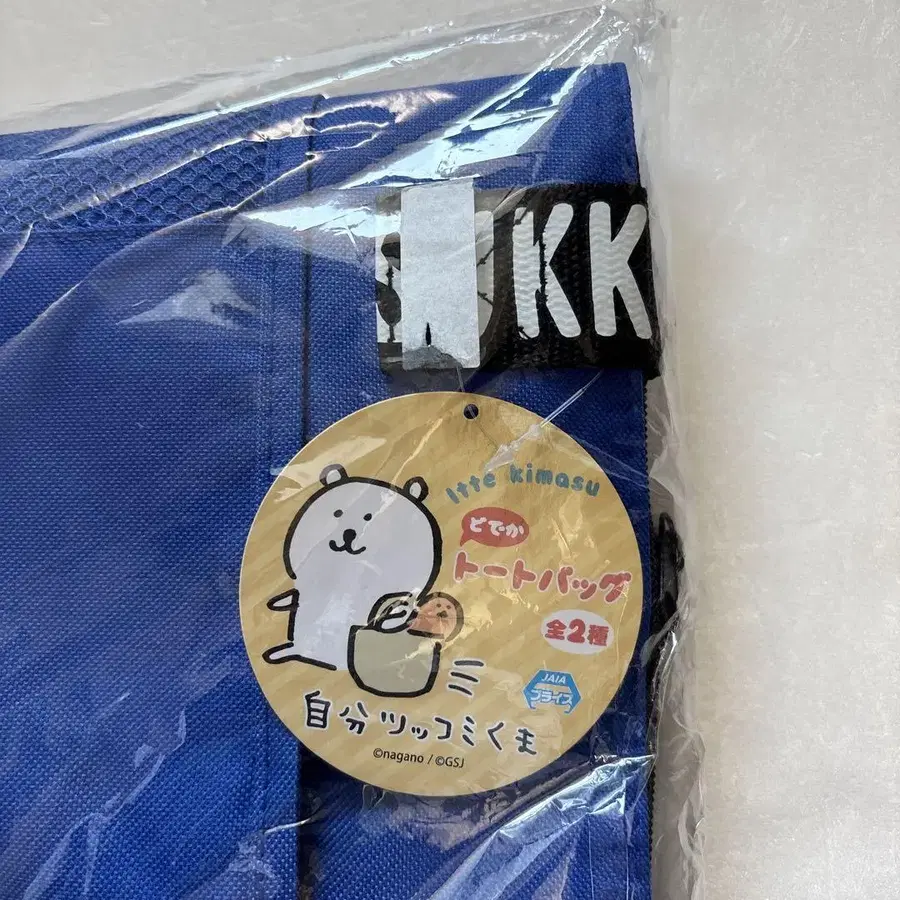 KK
Itte kimasu
どでか
トートバッグ
全2種
JAIA
プライズ
自分ツッコミくま
©nagano / ©GSJ